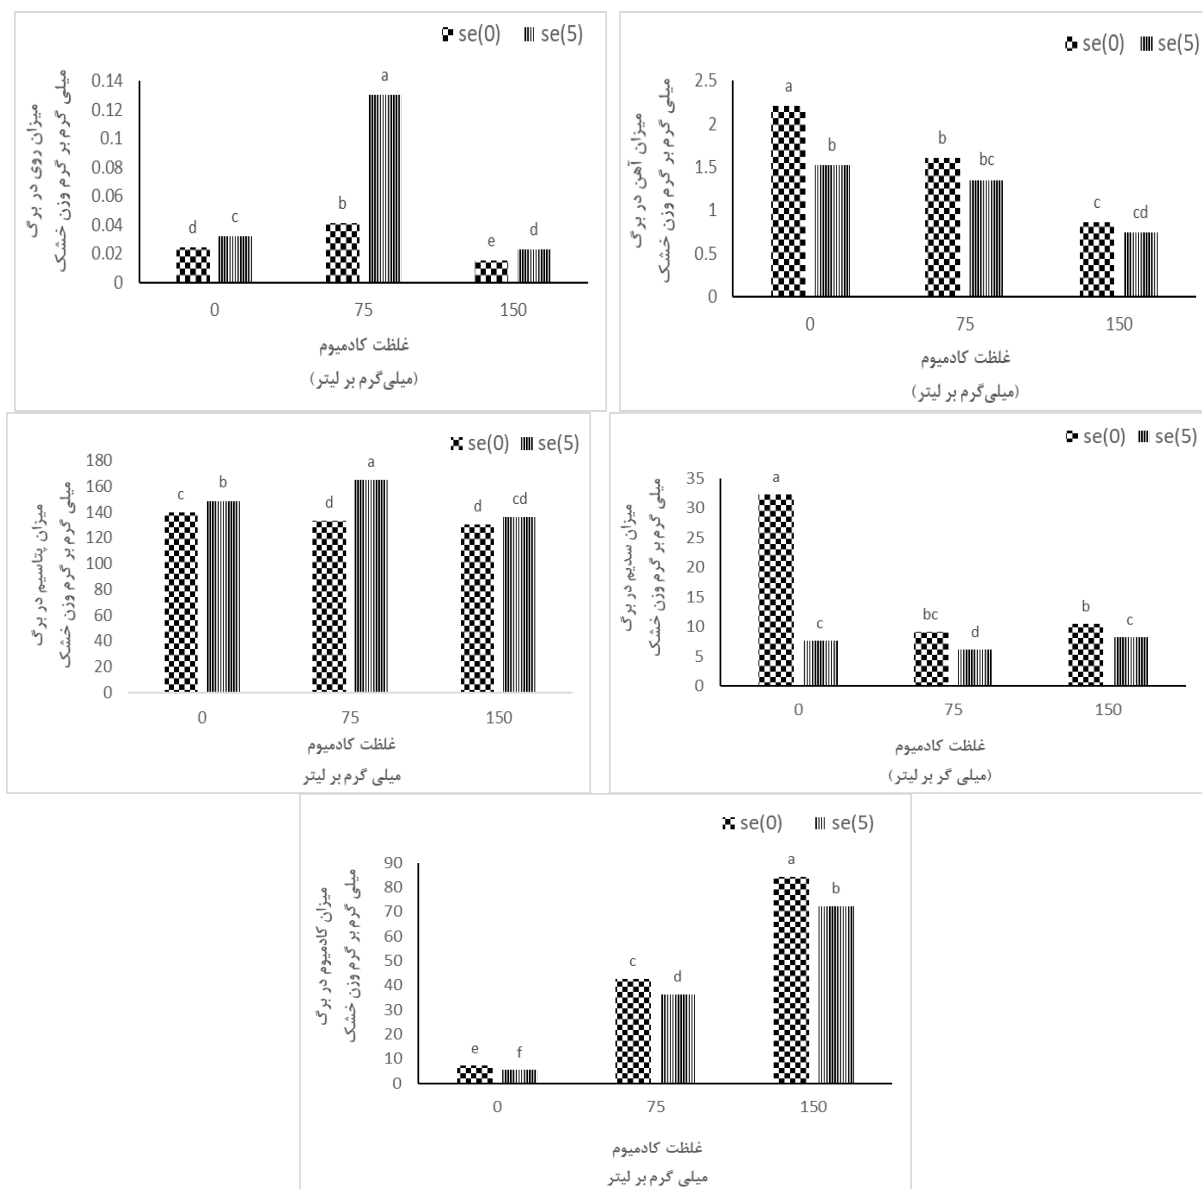 se(0) se(5)
میزان روی در برگ
میلی گرم بر گرم وزن خشک
0.14
0.12
0.1
0.08
0.06
0.04
0.02
0
d c b a e d
0 75 150
غلظت کادمیوم
(میلی‌گرم بر لیتر)
se(0) se(5)
میزان آهن در برگ
میلی گرم بر گرم وزن خشک
2.5
2
1.5
1
0.5
0
a b b bc c cd
0 75 150
غلظت کادمیوم
(میلی‌گرم بر لیتر)
se(0) se(5)
میزان پتاسیم در برگ
میلی گرم بر گرم وزن خشک
180
160
140
120
100
80
60
40
20
0
c b d a d cd
0 75 150
غلظت کادمیوم
میلی گرم بر لیتر
se(0) se(5)
میزان سدیم در برگ
میلی گرم بر گرم وزن خشک
35
30
25
20
15
10
5
0
a c bc d b c
0 75 150
غلظت کادمیوم
(میلی گر بر لیتر)
se(0) se(5)
میزان کادمیوم در برگ
میلی گرم بر گرم وزن خشک
90
80
70
60
50
40
30
20
10
0
e f c d a b
0 75 150
غلظت کادمیوم
میلی گرم بر لیتر